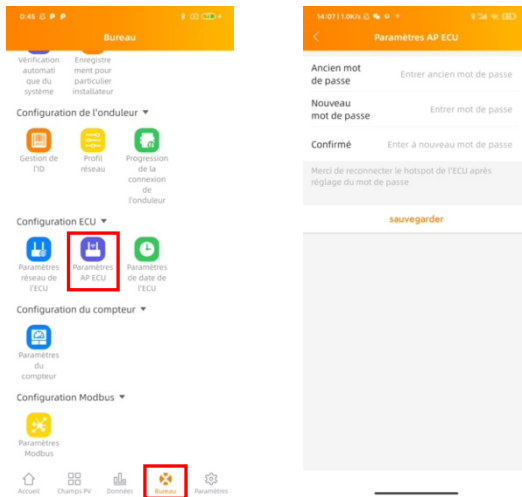 0:45
Bureau
Vérification
automati
que du
système
Enregistre
ment pour
particulier
installateur
Configuration de l'onduleur ▼
Gestion de
l'ID
Profil
réseau
Progression
de la
connexion
de
l'onduleur
Configuration ECU ▼
Paramètres
réseau de
l'ECU
Paramètres
AP ECU
Paramètres
de date de
l'ECU
Configuration du compteur ▼
Paramètres
du
compteur
Configuration Modbus ▼
Paramètres
Modbus
Accueil
Champs PV
Données
Bureau
Paramètres
14:07 | 1.0K/s
Paramètres AP ECU
Ancien mot
de passe
Entrer ancien mot de passe
Nouveau
mot de passe
Entrer mot de passe
Confirmé
Enter à nouveau mot de passe
Merci de reconnecter le hotspot de l'ECU après
réglage du mot de passe
sauvegarder